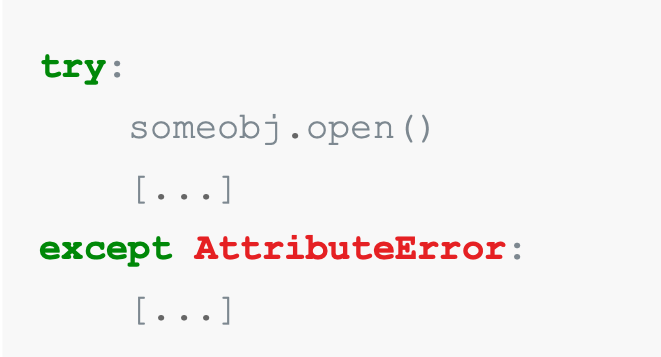 try:
    someobj.open()
    [...]
except AttributeError:
    [...]